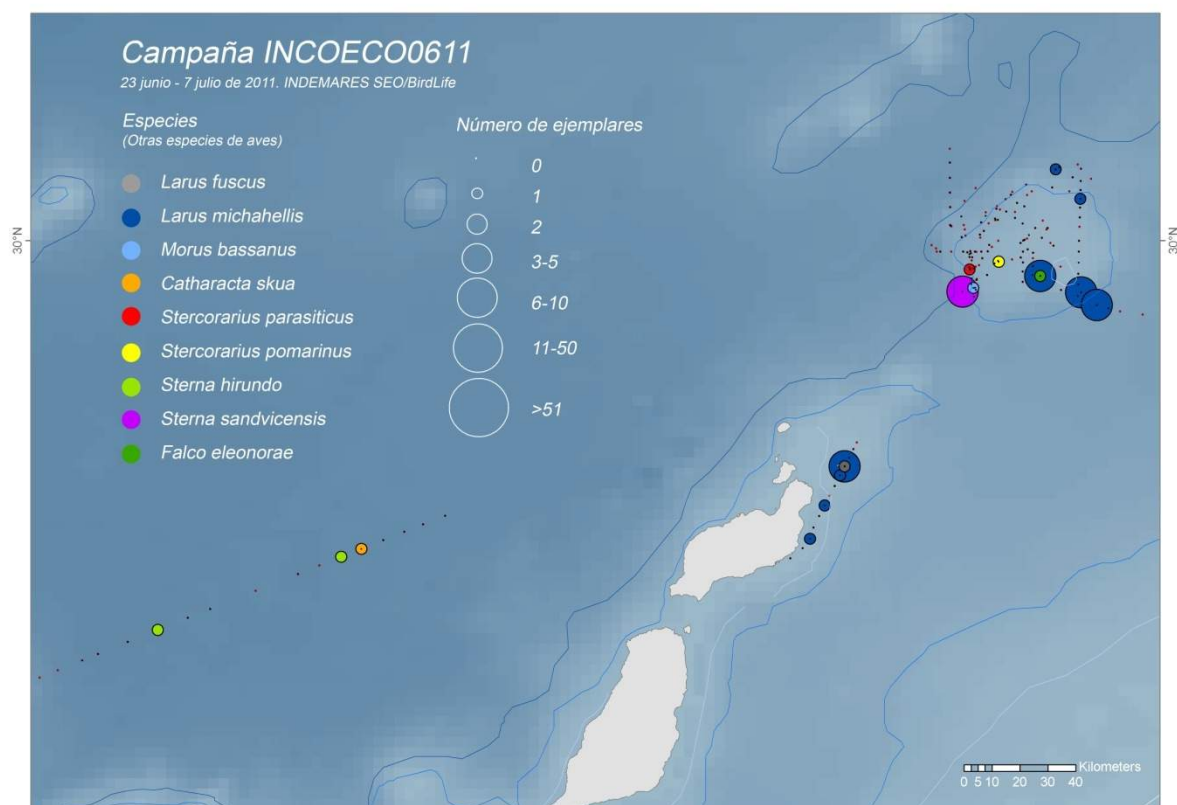 Campaña INCOECO0611
23 junio - 7 julio de 2011. INDEMARES SEO/BirdLife
Especies
(Otras especies de aves)
Larus fuscus
Larus michahellis
Morus bassanus
Catharacta skua
Stercorarius parasiticus
Stercorarius pomarinus
Sterna hirundo
Sterna sandvicensis
Falco eleonorae
Número de ejemplares
0
1
2
3-5
6-10
11-50
>51
30°N
30°N
Kilometers
0 5 10 20 30 40